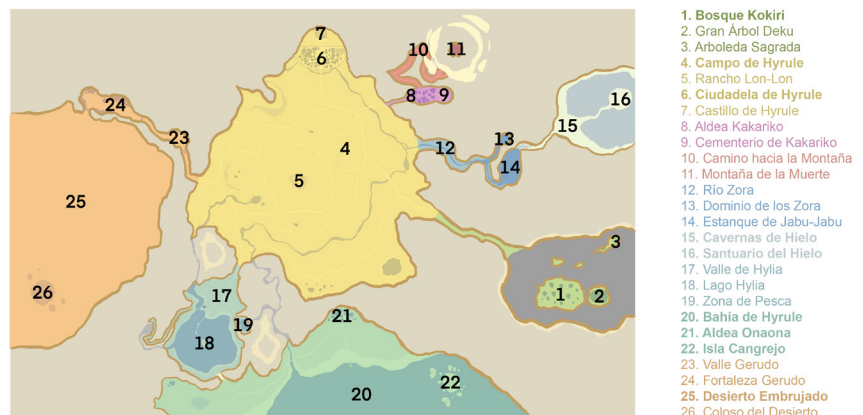 7
6
10
11
8
9
24
23
4
12
13
14
15
16
5
25
3
26
1
2
17
19
18
21
20
22
1. Bosque Kokiri
2. Gran Árbol Deku
3. Arboleda Sagrada
4. Campo de Hyrule
5. Rancho Lon-Lon
6. Ciudadela de Hyrule
7. Castillo de Hyrule
8. Aldea Kakariko
9. Cementerio de Kakariko
10. Camino hacia la Montaña
11. Montaña de la Muerte
12. Río Zora
13. Dominio de los Zora
14. Estanque de Jabu-Jabu
15. Cavernas de Hielo
16. Santuario del Hielo
17. Valle de Hylia
18. Lago Hylia
19. Zona de Pesca
20. Bahía de Hyrule
21. Aldea Onaona
22. Isla Cangrejo
23. Valle Gerudo
24. Fortaleza Gerudo
25. Desierto Embrujado
26. Coloso del Desierto